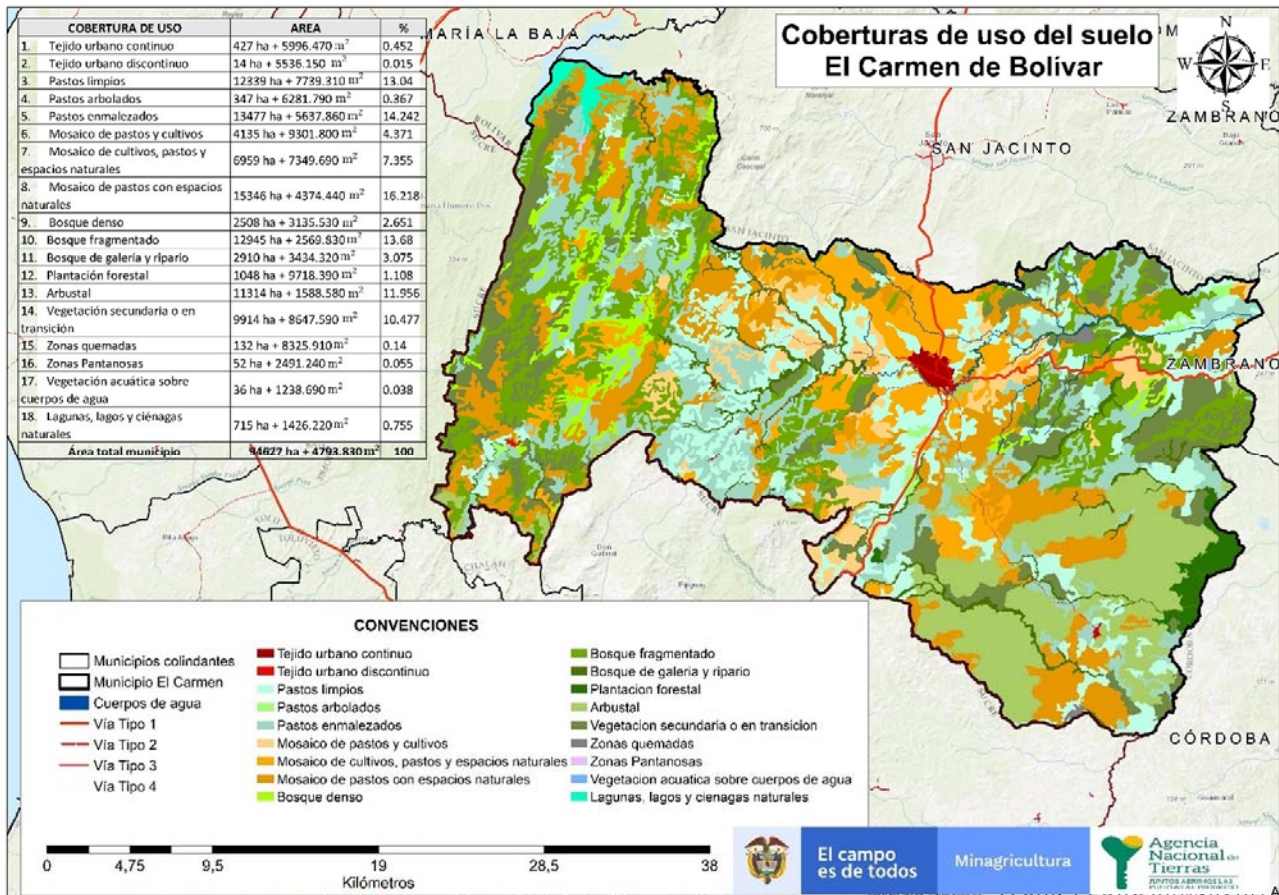 COBERTURA DE USO AREA %
1. Tejido urbano continuo 427 ha + 5996.470 m² 0.452
2. Tejido urbano discontinuo 14 ha + 5536.150 m² 0.015
3. Pastos limpios 12339 ha + 7739.310 m² 13.04
4. Pastos arbolados 347 ha + 6281.790 m² 0.367
5. Pastos enmalezados 13477 ha + 5637.860 m² 14.242
6. Mosaico de pastos y cultivos 4135 ha + 9301.800 m² 4.371
7. Mosaico de cultivos, pastos y
espacios naturales 6959 ha + 7349.690 m² 7.355
8. Mosaico de pastos con espacios
naturales 15346 ha + 4374.440 m² 16.218
9. Bosque denso 2508 ha + 3135.530 m² 2.651
10. Bosque fragmentado 12945 ha + 2569.830 m² 13.68
11. Bosque de galería y ripario 2910 ha + 3434.320 m² 3.075
12. Plantación forestal 1048 ha + 9718.390 m² 1.108
13. Arbustal 11314 ha + 1588.580 m² 11.956
14. Vegetación secundaria o en
transición 9914 ha + 8647.590 m² 10.477
15. Zonas quemadas 132 ha + 8325.910 m² 0.14
16. Zonas Pantanosas 52 ha + 2491.240 m² 0.055
17. Vegetación acuática sobre
cuerpos de agua 36 ha + 1238.690 m² 0.038
18. Lagunas, lagos y ciénagas
naturales 715 ha + 1426.220 m² 0.755
Área total municipio 94627 ha + 4793.830 m² 100
Coberturas de uso del suelo
El Carmen de Bolívar
N
W E
S
MARÍA LA BAJA
ZAMBRANO
SAN JACINTO
BOLIVAR
SUCRE
SAN JACINTO
SAN JACINTO
SUCRE
ZAMBRANO
SUCRE
TOLUVIEJO
CHALÁN
SUCRE
CÓRDOBA
CÓRDOBA
CONVENCIONES
Municipios colindantes
Municipio El Carmen
Cuerpos de agua
Vía Tipo 1
Vía Tipo 2
Vía Tipo 3
Vía Tipo 4
Tejido urbano continuo
Tejido urbano discontinuo
Pastos limpios
Pastos arbolados
Pastos enmalezados
Mosaico de pastos y cultivos
Mosaico de cultivos, pastos y espacios naturales
Mosaico de pastos con espacios naturales
Bosque denso
Bosque fragmentado
Bosque de galeria y ripario
Plantacion forestal
Arbustal
Vegetacion secundaria o en transicion
Zonas quemadas
Zonas Pantanosas
Vegetacion acuatica sobre cuerpos de agua
Lagunas, lagos y cienagas naturales
0 4,75 9,5 19 28,5 38
Kilómetros
El campo
es de todos
Minagricultura
Agencia
Nacional de
Tierras